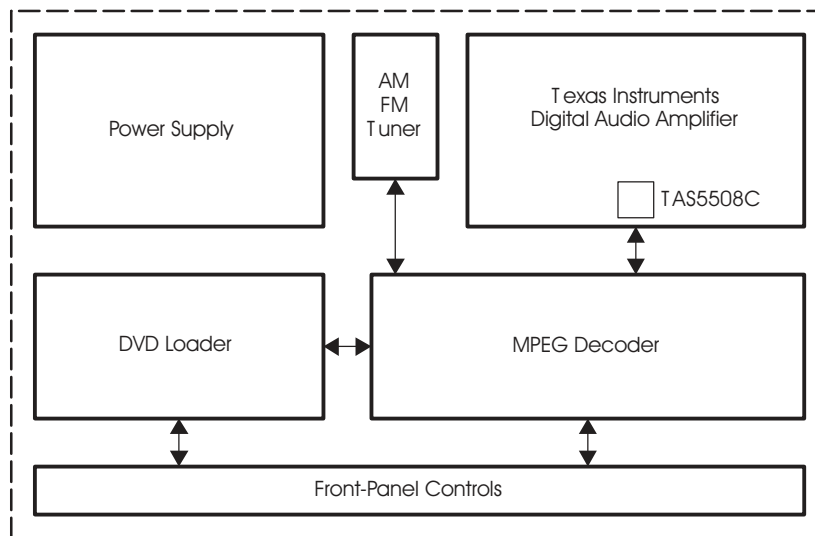 Power Supply
AM
FM
Tuner
Texas Instruments
Digital Audio Amplifier
TAS5508C
DVD Loader
MPEG Decoder
Front-Panel Controls